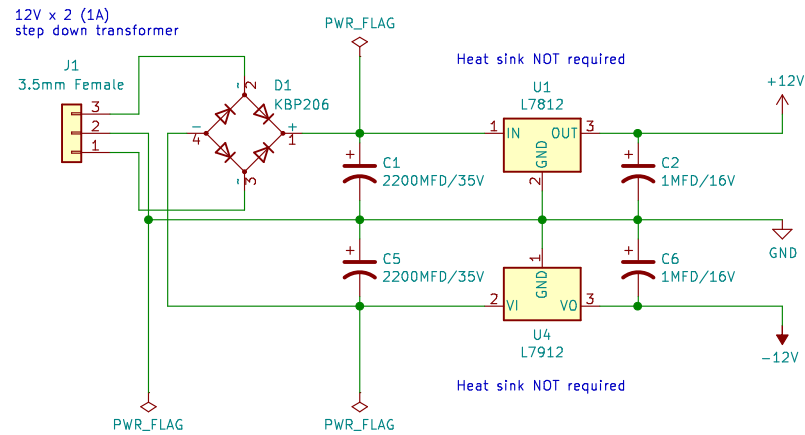 12V x 2 (1A)
step down transformer
PWR_FLAG
J1
3.5mm Female
3
2
1
~
2
D1
KBP206
-
4
+
1
~
3
Heat sink NOT required
U1
L7812
1
IN
OUT
3
GND
2
+12V
+
C1
2200MFD/35V
+
C2
1MFD/16V
GND
+
C5
2200MFD/35V
+
C6
1MFD/16V
1
GND
2
VI
VO
3
U4
L7912
-12V
Heat sink NOT required
PWR_FLAG
PWR_FLAG